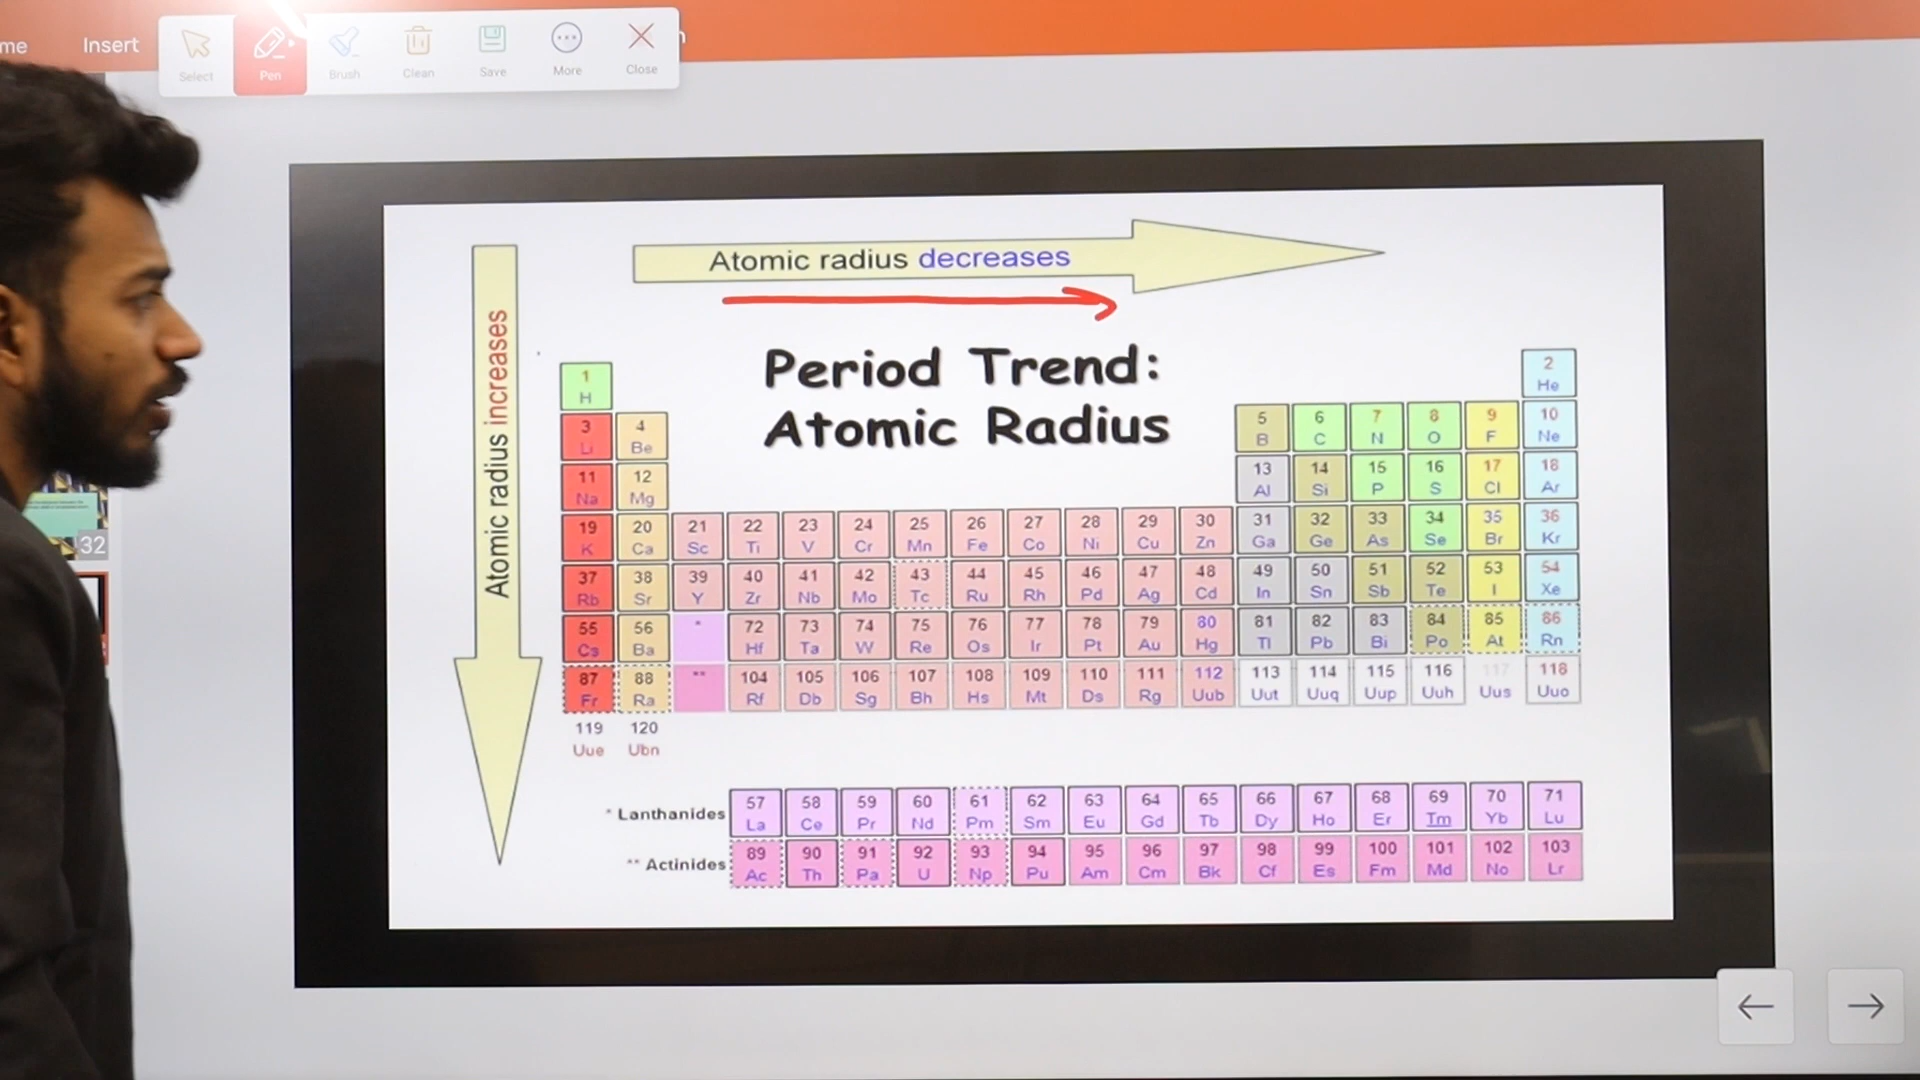 me Insert
Select Pen Brush Clean Save More Close
Atomic radius decreases
Atomic radius increases
Period Trend:
Atomic Radius
1 2
H He
3 4 5 6 7 8 9 10
Li Be B C N O F Ne
11 12 13 14 15 16 17 18
Na Mg Al Si P S Cl Ar
19 20 21 22 23 24 25 26 27 28 29 30 31 32 33 34 35 36
K Ca Sc Ti V Cr Mn Fe Co Ni Cu Zn Ga Ge As Se Br Kr
37 38 39 40 41 42 43 44 45 46 47 48 49 50 51 52 53 54
Rb Sr Y Zr Nb Mo Tc Ru Rh Pd Ag Cd In Sn Sb Te I Xe
55 56 * 72 73 74 75 76 77 78 79 80 81 82 83 84 85 86
Cs Ba Hf Ta W Re Os Ir Pt Au Hg Tl Pb Bi Po At Rn
87 88 ** 104 105 106 107 108 109 110 111 112 113 114 115 116 117 118
Fr Ra Rf Db Sg Bh Hs Mt Ds Rg Uub Uut Uuq Uup Uuh Uus Uuo
119 120
Uue Ubn
* Lanthanides
57 58 59 60 61 62 63 64 65 66 67 68 69 70 71
La Ce Pr Nd Pm Sm Eu Gd Tb Dy Ho Er Tm Yb Lu
** Actinides
89 90 91 92 93 94 95 96 97 98 99 100 101 102 103
Ac Th Pa U Np Pu Am Cm Bk Cf Es Fm Md No Lr
32